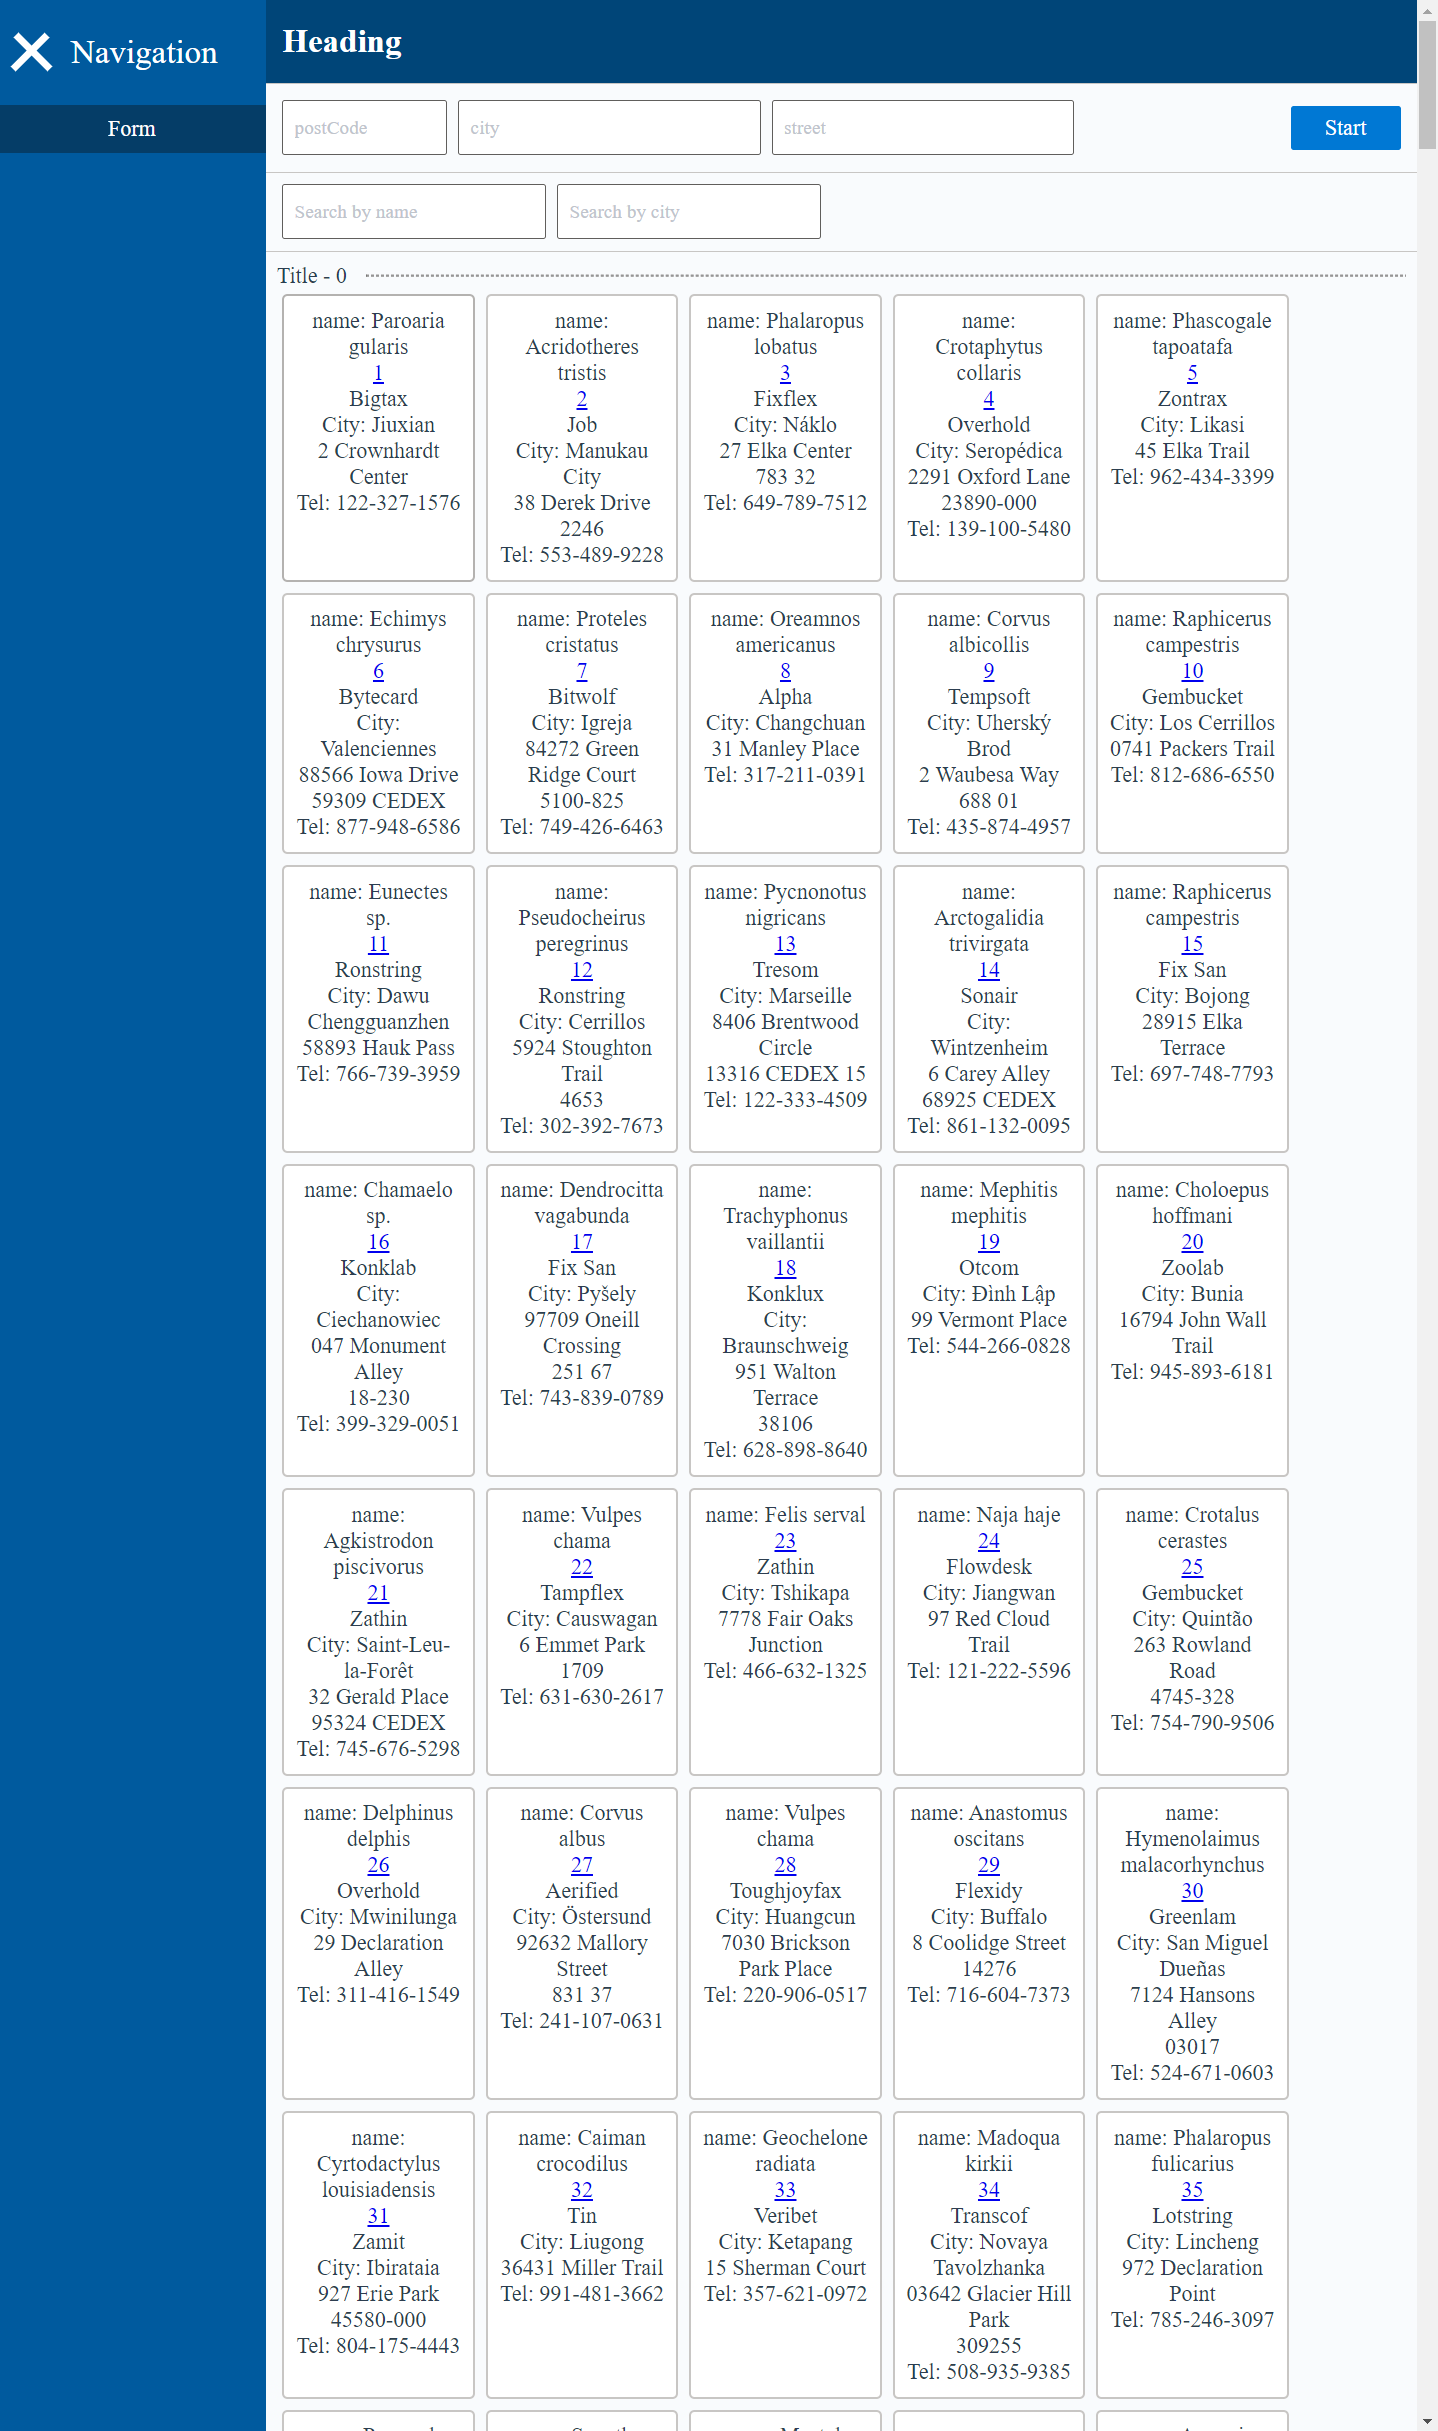 Navigation
Form
Heading
postCode
city
street
Start
Search by name
Search by city
Title - 0
name: Paroaria
gularis
1
Bigtax
City: Jiuxian
2 Crownhardt
Center
Tel: 122-327-1576
name:
Acridotheres
tristis
2
Job
City: Manukau
City
38 Derek Drive
2246
Tel: 553-489-9228
name: Phalaropus
lobatus
3
Fixflex
City: Náklo
27 Elka Center
783 32
Tel: 649-789-7512
name:
Crotaphytus
collaris
4
Overhold
City: Seropédica
2291 Oxford Lane
23890-000
Tel: 139-100-5480
name: Phascogale
tapoatafa
5
Zontrax
City: Likasi
45 Elka Trail
Tel: 962-434-3399
name: Echimys
chrysurus
6
Bytecard
City:
Valenciennes
88566 Iowa Drive
59309 CEDEX
Tel: 877-948-6586
name: Proteles
cristatus
7
Bitwolf
City: Igreja
84272 Green
Ridge Court
5100-825
Tel: 749-426-6463
name: Oreamnos
americanus
8
Alpha
City: Changchuan
31 Manley Place
Tel: 317-211-0391
name: Corvus
albicollis
9
Tempsoft
City: Uherský
Brod
2 Waubesa Way
688 01
Tel: 435-874-4957
name: Raphicerus
campestris
10
Gembucket
City: Los Cerrillos
0741 Packers Trail
Tel: 812-686-6550
name: Eunectes
sp.
11
Ronstring
City: Dawu
Chengguanzhen
58893 Hauk Pass
Tel: 766-739-3959
name:
Pseudocheirus
peregrinus
12
Ronstring
City: Cerrillos
5924 Stoughton
Trail
4653
Tel: 302-392-7673
name: Pycnonotus
nigricans
13
Tresom
City: Marseille
8406 Brentwood
Circle
13316 CEDEX 15
Tel: 122-333-4509
name:
Arctogalidia
trivirgata
14
Sonair
City:
Wintzenheim
6 Carey Alley
68925 CEDEX
Tel: 861-132-0095
name: Raphicerus
campestris
15
Fix San
City: Bojong
28915 Elka
Terrace
Tel: 697-748-7793
name: Chamaelo
sp.
16
Konklab
City:
Ciechanowiec
047 Monument
Alley
18-230
Tel: 399-329-0051
name: Dendrocitta
vagabunda
17
Fix San
City: Pyšely
97709 Oneill
Crossing
251 67
Tel: 743-839-0789
name:
Trachyphonus
vaillantii
18
Konklux
City:
Braunschweig
951 Walton
Terrace
38106
Tel: 628-898-8640
name: Mephitis
mephitis
19
Otcom
City: Đình Lập
99 Vermont Place
Tel: 544-266-0828
name: Choloepus
hoffmani
20
Zoolab
City: Bunia
16794 John Wall
Trail
Tel: 945-893-6181
name:
Agkistrodon
piscivorus
21
Zathin
City: Saint-Leu-
la-Forêt
32 Gerald Place
95324 CEDEX
Tel: 745-676-5298
name: Vulpes
chama
22
Tampflex
City: Causwagan
6 Emmet Park
1709
Tel: 631-630-2617
name: Felis serval
23
Zathin
City: Tshikapa
7778 Fair Oaks
Junction
Tel: 466-632-1325
name: Naja haje
24
Flowdesk
City: Jiangwan
97 Red Cloud
Trail
Tel: 121-222-5596
name: Crotalus
cerastes
25
Gembucket
City: Quintão
263 Rowland
Road
4745-328
Tel: 754-790-9506
name: Delphinus
delphis
26
Overhold
City: Mwinilunga
29 Declaration
Alley
Tel: 311-416-1549
name: Corvus
albus
27
Aerified
City: Östersund
92632 Mallory
Street
831 37
Tel: 241-107-0631
name: Vulpes
chama
28
Toughjoyfax
City: Huangcun
7030 Brickson
Park Place
Tel: 220-906-0517
name: Anastomus
oscitans
29
Flexidy
City: Buffalo
8 Coolidge Street
14276
Tel: 716-604-7373
name:
Hymenolaimus
malacorhynchus
30
Greenlam
City: San Miguel
Dueñas
7124 Hansons
Alley
03017
Tel: 524-671-0603
name:
Cyrtodactylus
louisiadensis
31
Zamit
City: Ibirataia
927 Erie Park
45580-000
Tel: 804-175-4443
name: Caiman
crocodilus
32
Tin
City: Liugong
36431 Miller Trail
Tel: 991-481-3662
name: Geochelone
radiata
33
Veribet
City: Ketapang
15 Sherman Court
Tel: 357-621-0972
name: Madoqua
kirkii
34
Transcof
City: Novaya
Tavolzhanka
03642 Glacier Hill
Park
309255
Tel: 508-935-9385
name: Phalaropus
fulicarius
35
Lotstring
City: Lincheng
972 Declaration
Point
Tel: 785-246-3097